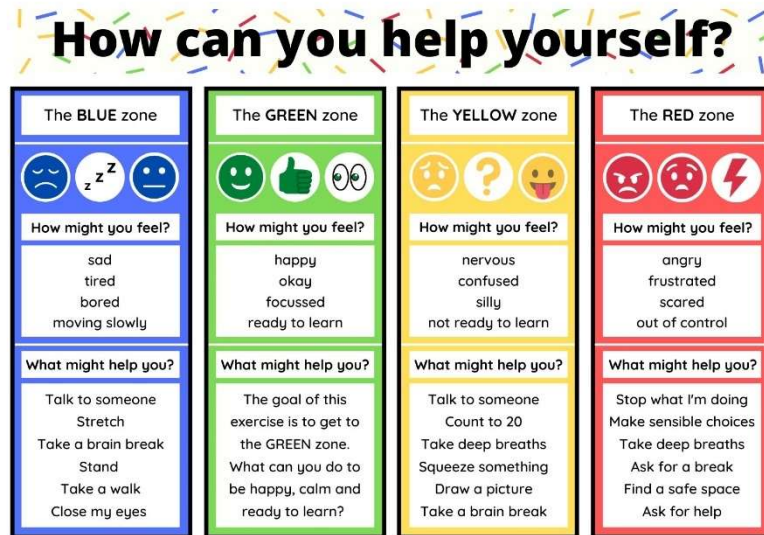 How can you help yourself?
The BLUE zone
z z z
How might you feel?
sad
tired
bored
moving slowly
What might help you?
Talk to someone
Stretch
Take a brain break
Stand
Take a walk
Close my eyes
The GREEN zone
How might you feel?
happy
okay
focussed
ready to learn
What might help you?
The goal of this
exercise is to get to
the GREEN zone.
What can you do to
be happy, calm and
ready to learn?
The YELLOW zone
?
How might you feel?
nervous
confused
silly
not ready to learn
What might help you?
Talk to someone
Count to 20
Take deep breaths
Squeeze something
Draw a picture
Take a brain break
The RED zone
How might you feel?
angry
frustrated
scared
out of control
What might help you?
Stop what I'm doing
Make sensible choices
Take deep breaths
Ask for a break
Find a safe space
Ask for help